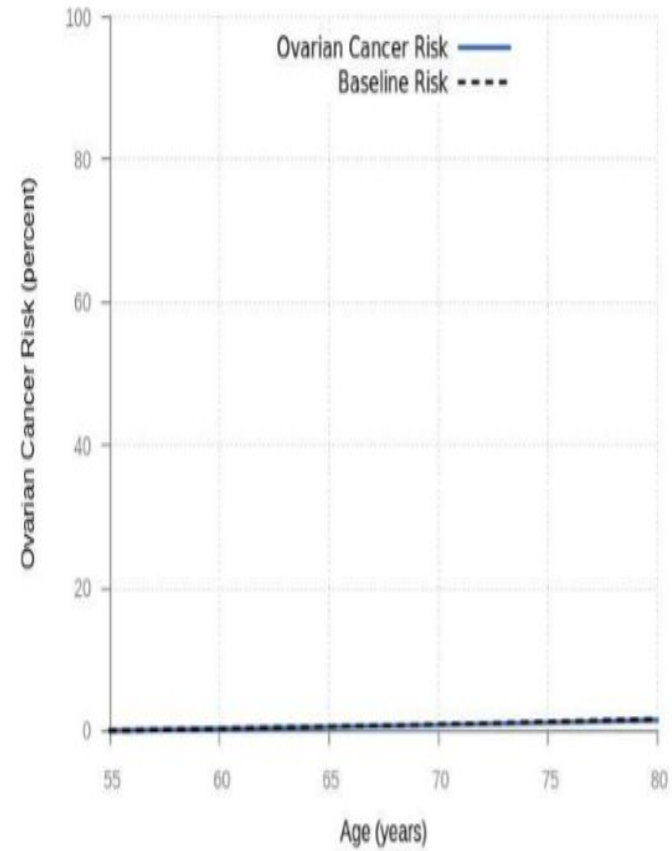 100
Ovarian Cancer Risk
Baseline Risk
80
60
40
20
0
Ovarian Cancer Risk (percent)
55 60 65 70 75 80
Age (years)